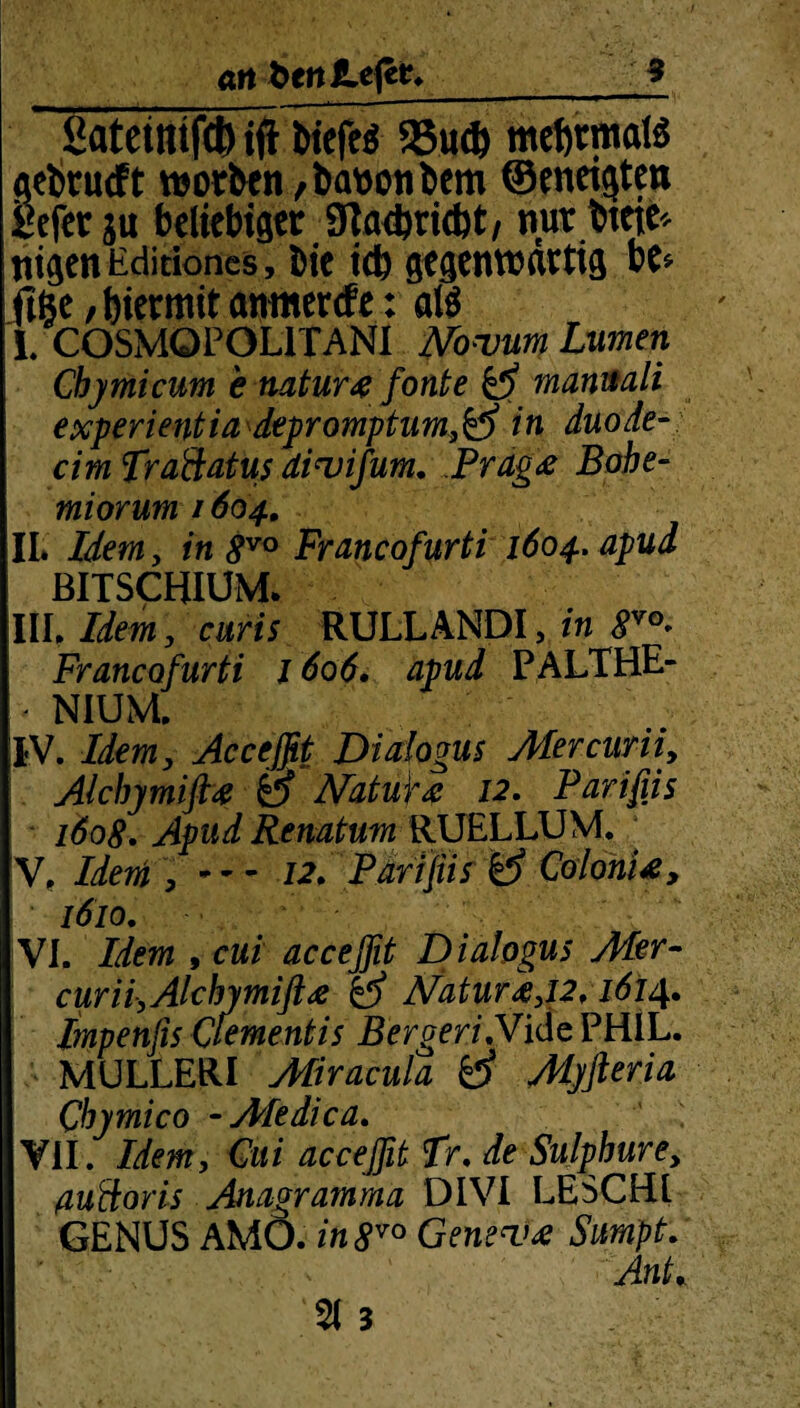 an den Leser. 5
Lateinisch ist dieses Buch mehrmals
gedruckt worden, davon dem Geneigten
Leser zu beliebiger Nachricht, nur dieje-
nigen Editiones, die ich gegenwärtig be-
sitze, hiermit anmercke: als
I. COSMOPOLITANI Novum Lumen
Chymicum e naturæ fonte & manuali
experientia depromptum, & in duode-
cim Tractatus divisum. Pragæ Bohe-
miorum 1604.
II. Idem, in 8vo Francofurti 1604. apud
BITSCHIUM.
III. Idem, curis RULLANDI, in 8vo.
Francofurti 1606. apud PALTHE-
NIUM.
IV. Idem, Accessit Dialogus Mercurii,
Alchymistæ & Naturæ 12. Parisiis
1608. Apud Renatum RUELLUM.
V. Idem, --- 12. Parisiis & Coloniæ,
1610.
VI. Idem, cui accessit Dialogus Mer-
curii, Alchymistæ & Naturæ, 12. 1614.
Impensis Clementis Bergeri. Vide PHIL.
MULLERI Miracula & Mysteria
Chymico-Medica.
VII. Idem, Cui accessit Tr. de Sulphure,
auctoris Anagramma DIVI LESCHI
GENUS AMO. in 8vo Genevæ Sumpt.
Ant.
A 3